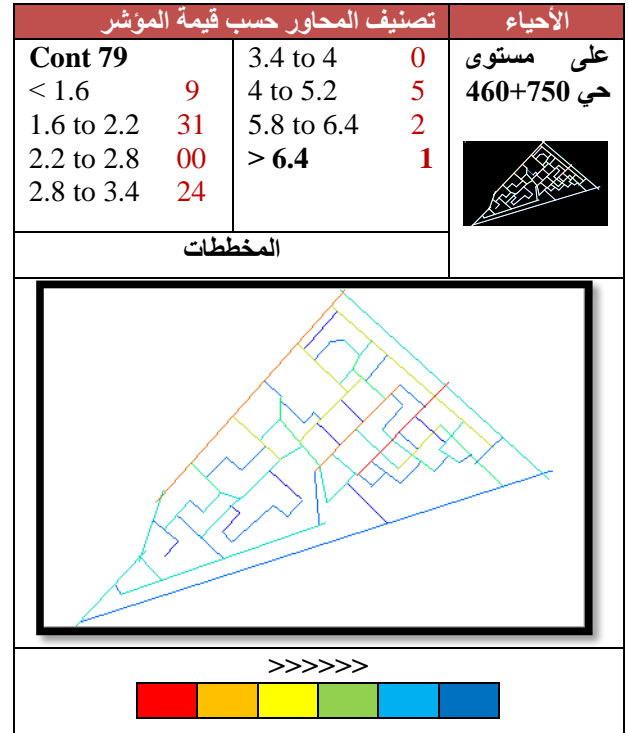 الأحياء
تصنيف المحاور حسب قيمة المؤشر
على مستوى
حي 750+460
Cont 79
< 1.6 9
1.6 to 2.2 31
2.2 to 2.8 00
2.8 to 3.4 24
3.4 to 4 0
4 to 5.2 5
5.8 to 6.4 2
> 6.4 1
المخططات
>>>>>>